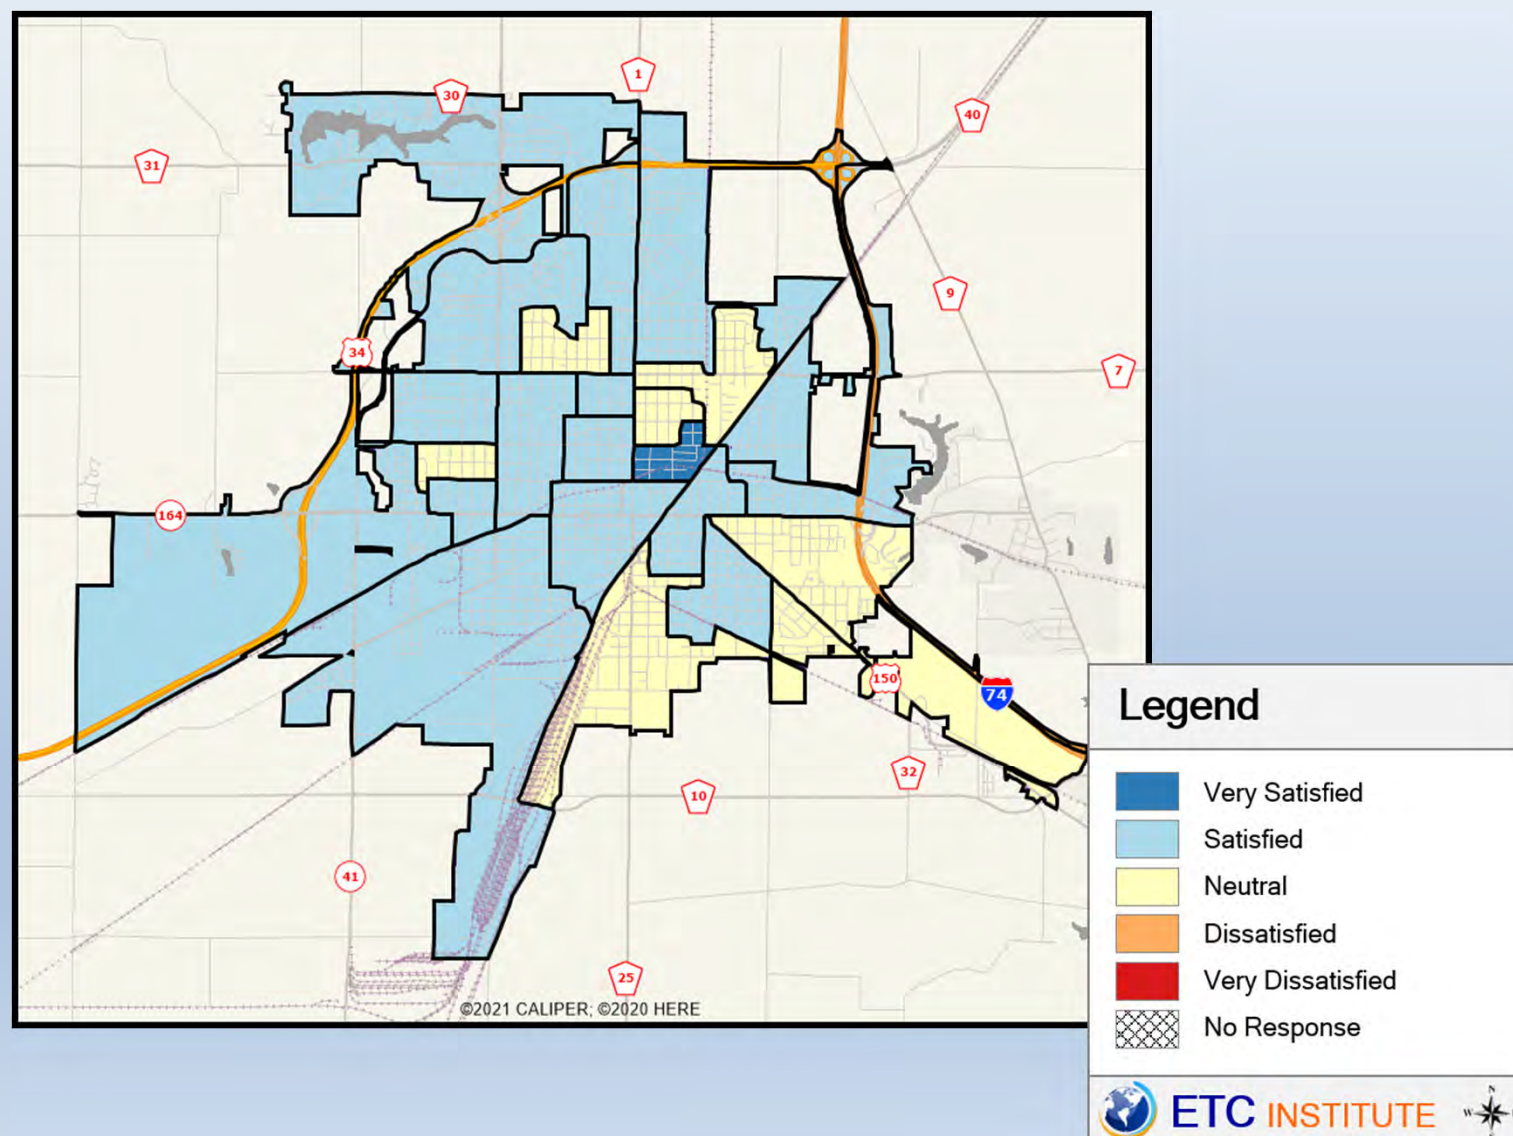 1
30
40
31
9
34
7
164
150
74
32
10
41
25
©2021 CALIPER; ©2020 HERE
Legend
Very Satisfied
Satisfied
Neutral
Dissatisfied
Very Dissatisfied
No Response
ETC INSTITUTE
N
W